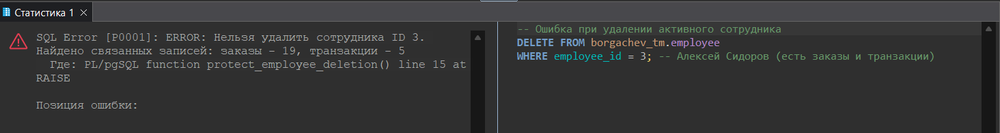 Статистика 1
SQL Error [P0001]: ERROR: Нельзя удалить сотрудника ID 3.
Найдено связанных записей: заказы - 19, транзакции - 5
Где: PL/pgSQL function protect_employee_deletion() line 15 at
RAISE
Позиция ошибки:
-- Ошибка при удалении активного сотрудника
DELETE FROM borgachev_tm.employee
WHERE employee_id = 3; -- Алексей Сидоров (есть заказы и транзакции)